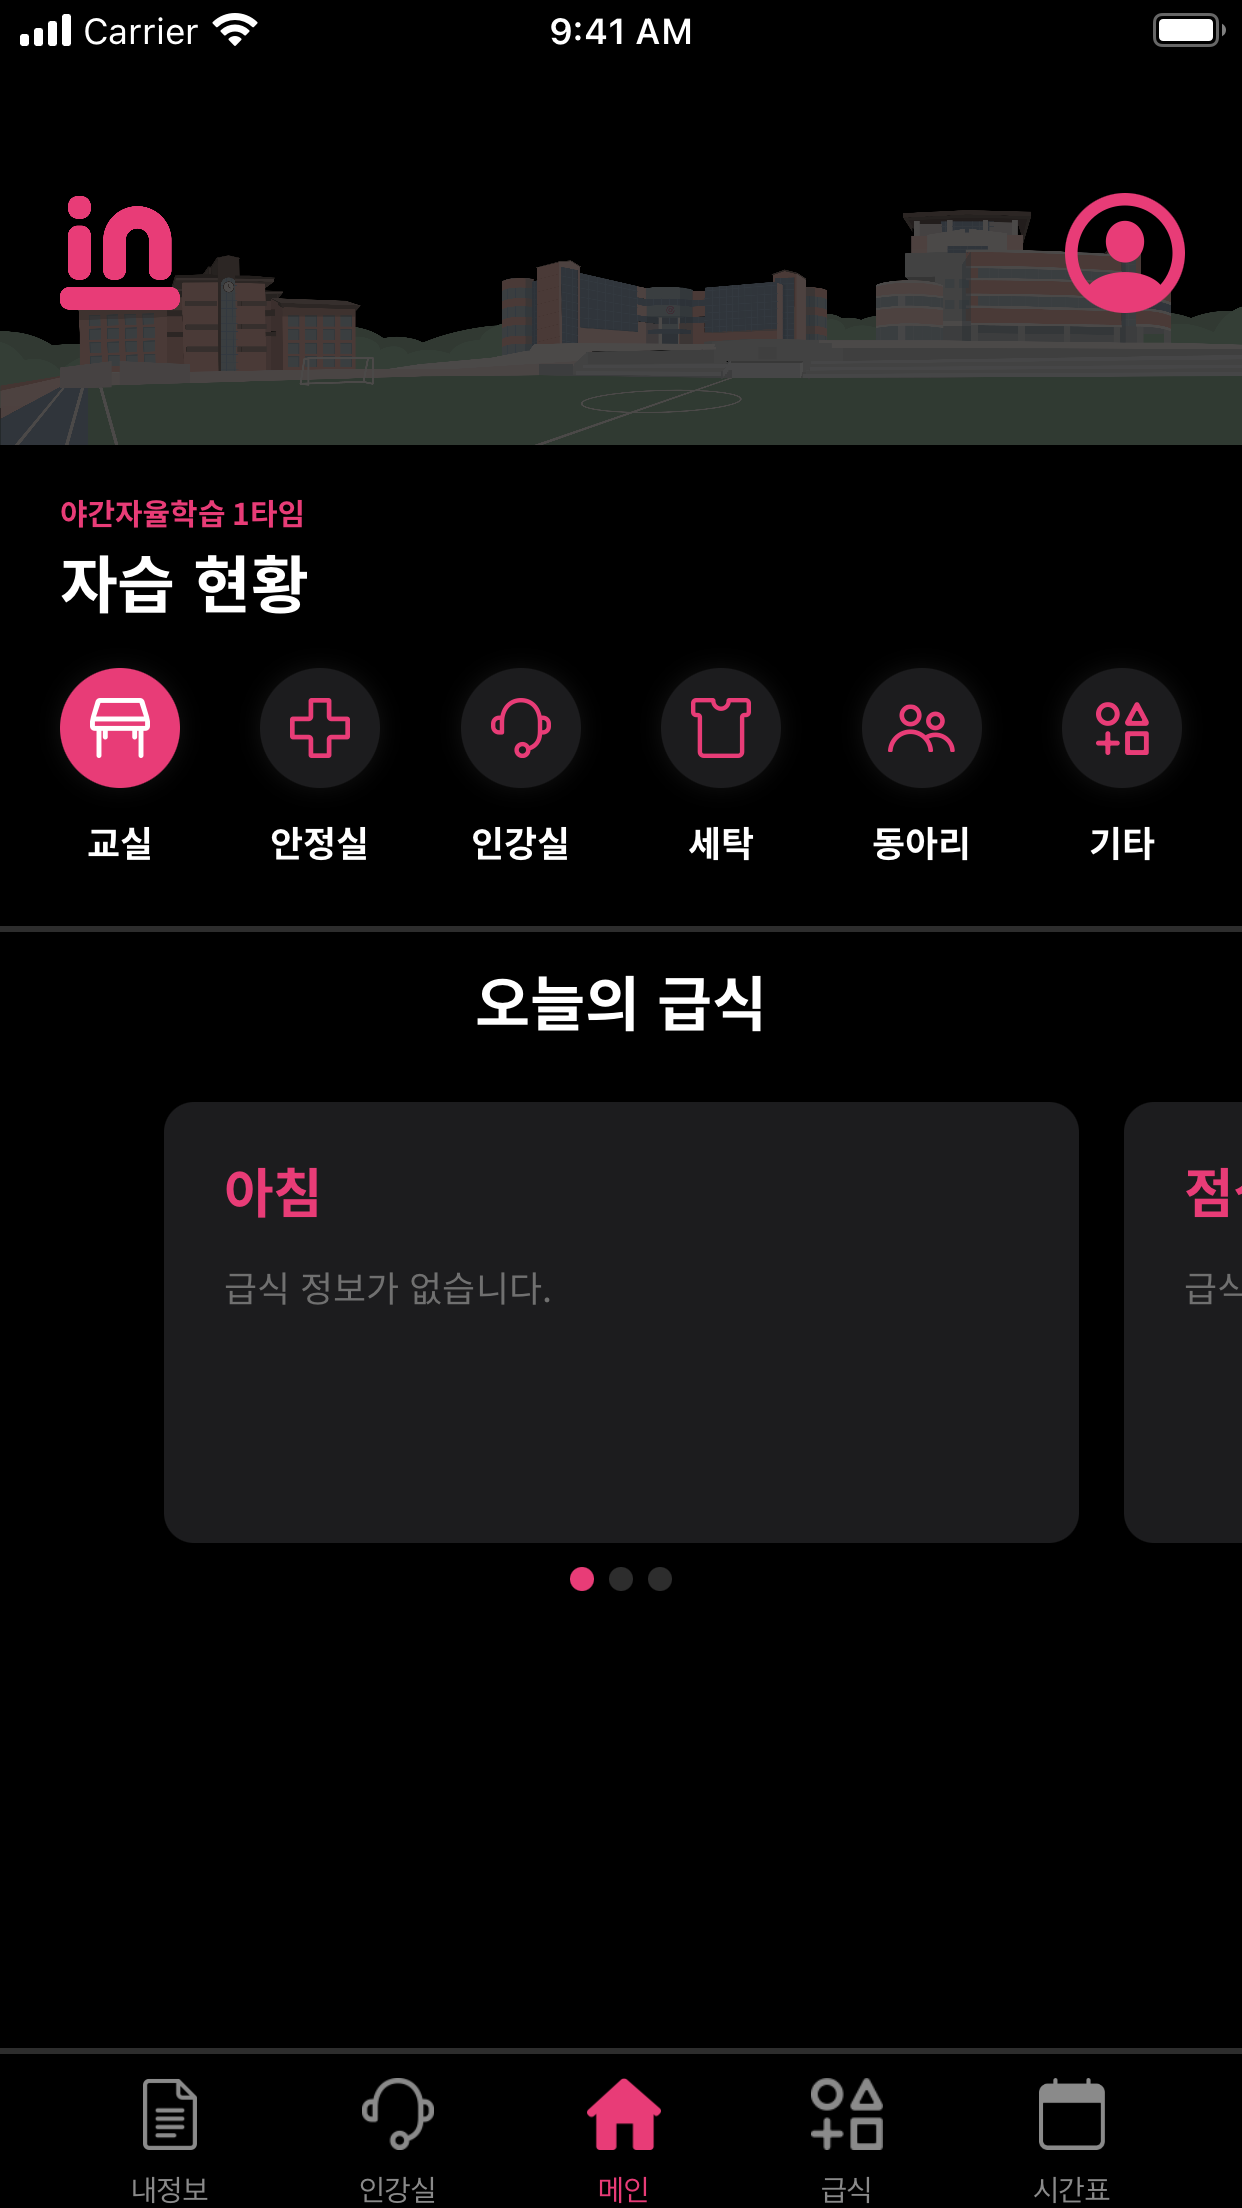 Carrier
9:41 AM
in
야간자율학습 1타임
자습 현황
교실
안정실
인강실
세탁
동아리
기타
오늘의 급식
아침
급식 정보가 없습니다.
점
급식
내정보
인강실
메인
급식
시간표